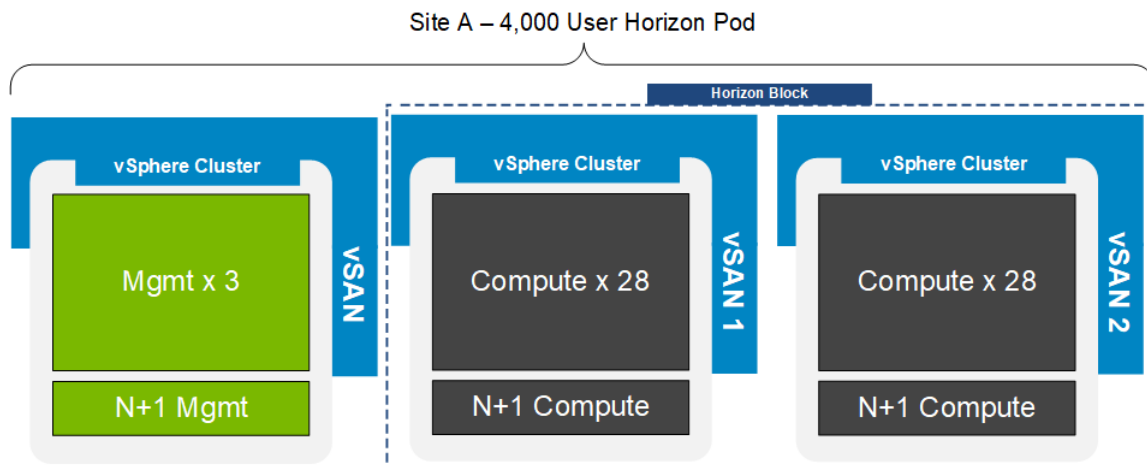 Site A – 4,000 User Horizon Pod
Horizon Block
vSphere Cluster
Mgmt x 3
N+1 Mgmt
vSAN
vSphere Cluster
Compute x 28
N+1 Compute
vSAN 1
vSphere Cluster
Compute x 28
N+1 Compute
vSAN 2